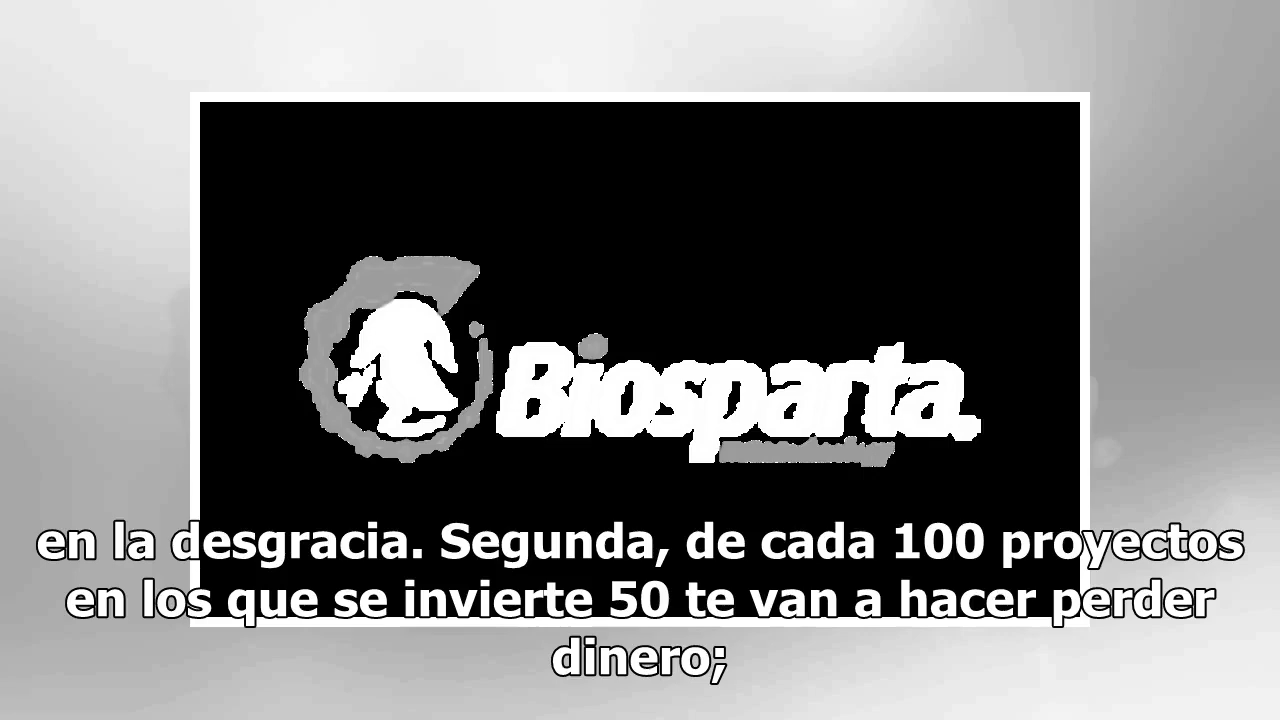 Biosparta.
en la desgracia. Segunda, de cada 100 proyectos
en los que se invierte 50 te van a hacer perder
dinero;